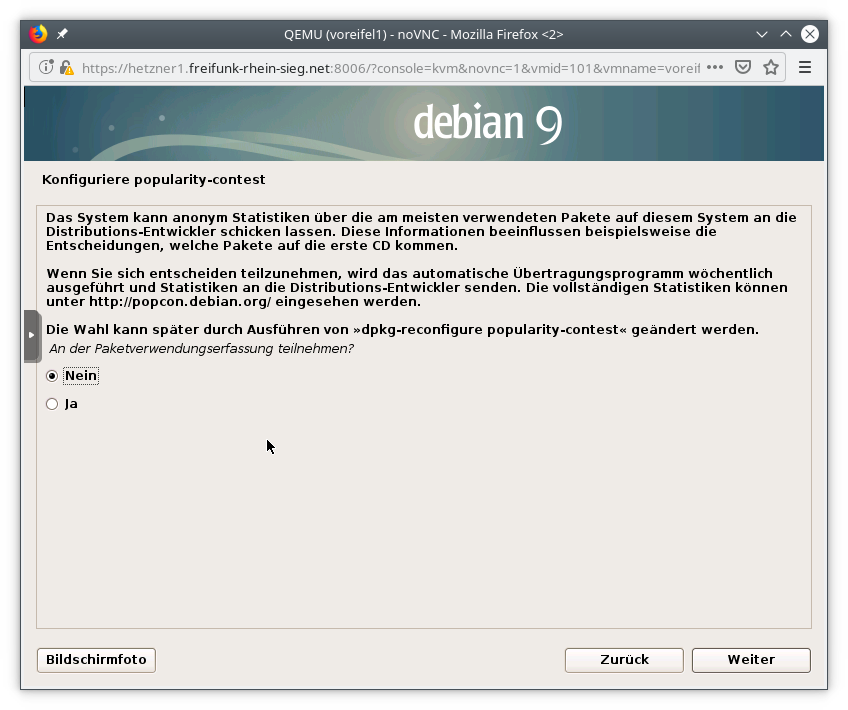 QEMU (voreifel1) - noVNC - Mozilla Firefox <2>
https://hetzner1.freifunk-rhein-sieg.net:8006/?console=kvm&novnc=1&vmid=101&vmname=voreif
debian 9
Konfiguriere popularity-contest
Das System kann anonym Statistiken über die am meisten verwendeten Pakete auf diesem System an die
Distributions-Entwickler schicken lassen. Diese Informationen beeinflussen beispielsweise die
Entscheidungen, welche Pakete auf die erste CD kommen.
Wenn Sie sich entscheiden teilzunehmen, wird das automatische Übertragungsprogramm wöchentlich
ausgeführt und Statistiken an die Distributions-Entwickler senden. Die vollständigen Statistiken können
unter http://popcon.debian.org/ eingesehen werden.
Die Wahl kann später durch Ausführen von »dpkg-reconfigure popularity-contest« geändert werden.
An der Paketverwendungserfassung teilnehmen?
Nein
Ja
Bildschirmfoto Zurück Weiter